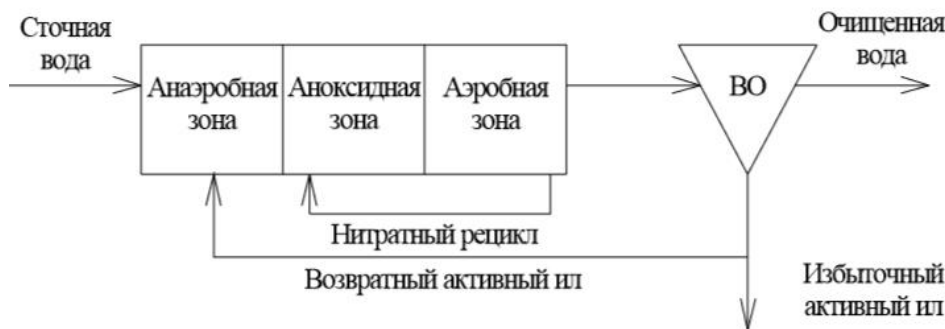 Сточная
вода
Очищенная
вода
Анаэробная
зона
Аноксидная
зона
Аэробная
зона
ВО
Нитратный рецикл
Возвратный активный ил
Избыточный
активный ил